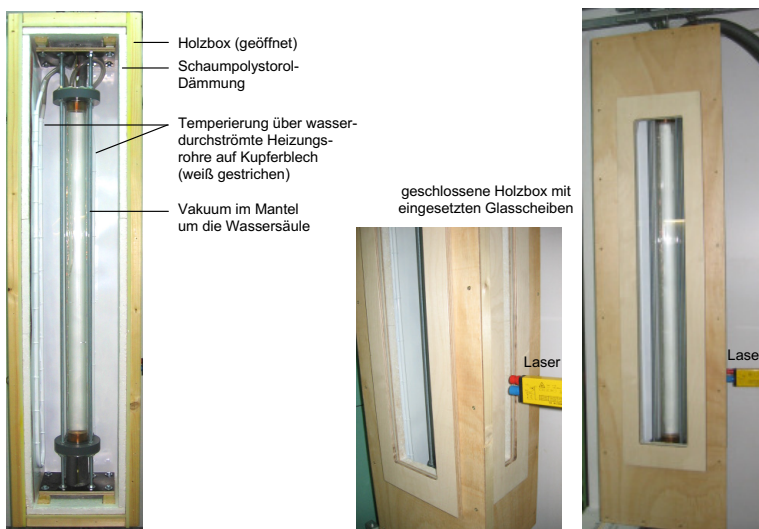 Holzbox (geöffnet)
Schaumpolystorol-
Dämmung
Temperierung über wasser-
durchströmte Heizungs-
rohre auf Kupferblech
(weiß gestrichen)
Vakuum im Mantel
um die Wassersäule
geschlossene Holzbox mit
eingesetzten Glasscheiben
Laser
Lase